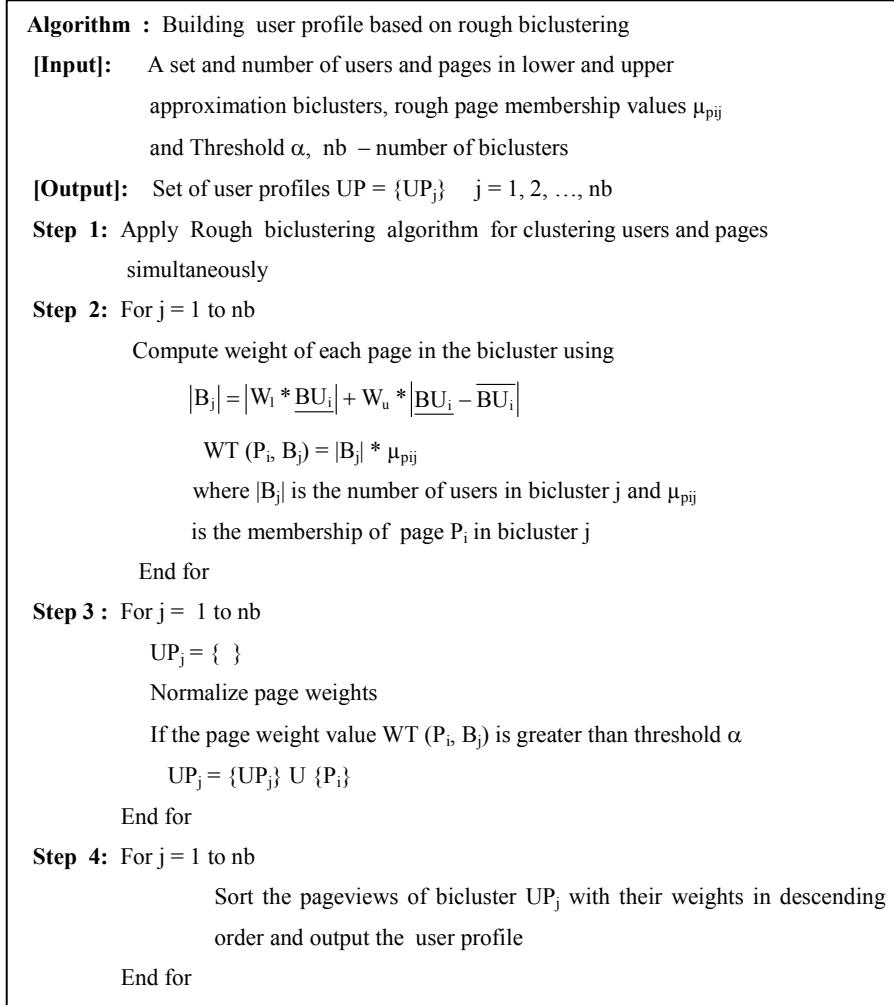 Algorithm : Building user profile based on rough biclustering
[Input]: A set and number of users and pages in lower and upper
approximation biclusters, rough page membership values μpij
and Threshold α, nb – number of biclusters
[Output]: Set of user profiles UP = {UPj} j = 1, 2, …, nb
Step 1: Apply Rough biclustering algorithm for clustering users and pages
simultaneously
Step 2: For j = 1 to nb
Compute weight of each page in the bicluster using
|Bj| = |Wl * B̲U̲i̲| + Wu * |B̲U̲i̲ − B̅U̅i̅|
WT (Pi, Bj) = |Bj| * μpij
where |Bj| is the number of users in bicluster j and μpij
is the membership of page Pi in bicluster j
End for
Step 3 : For j = 1 to nb
UPj = { }
Normalize page weights
If the page weight value WT (Pi, Bj) is greater than threshold α
UPj = {UPj} U {Pi}
End for
Step 4: For j = 1 to nb
Sort the pageviews of bicluster UPj with their weights in descending
order and output the user profile
End for